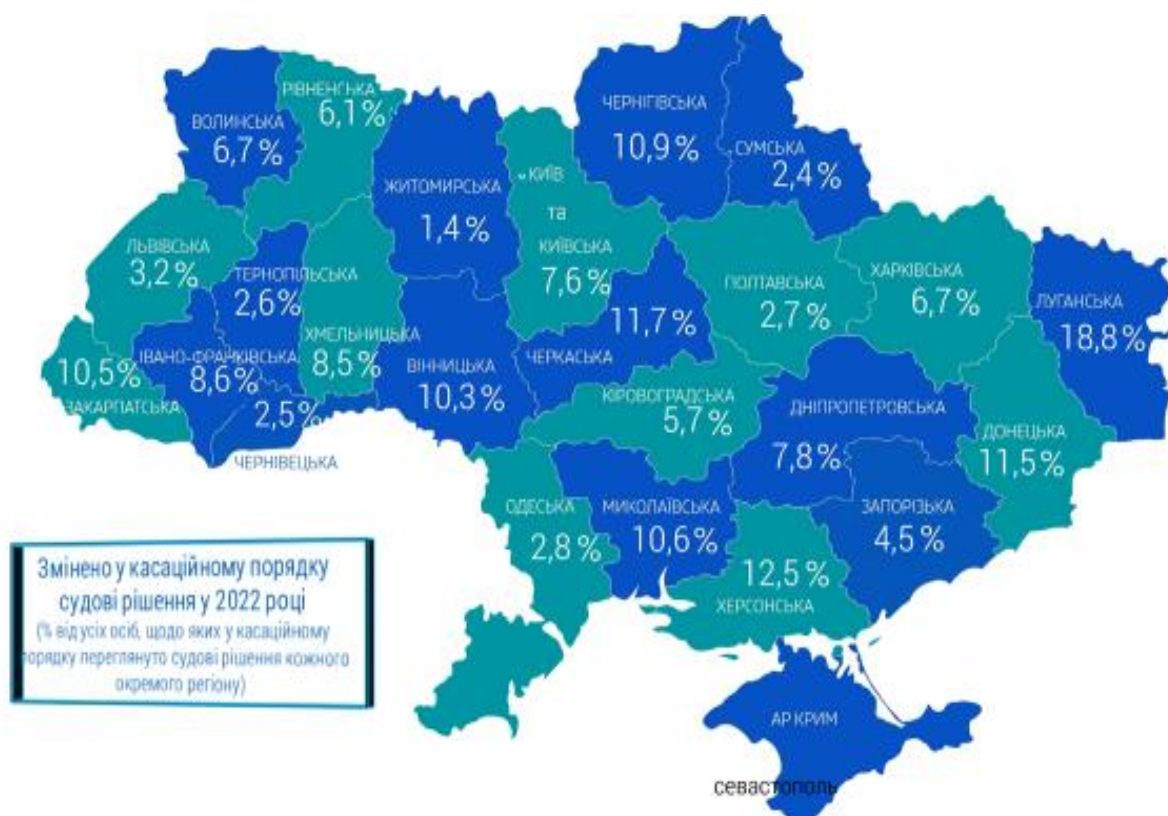 РІВНЕНСЬКА
6,1%
ВОЛИНСЬКА
6,7%
ЖИТОМИРСЬКА
1,4%
КИЇВ
та
КИЇВСЬКА
7,6%
ЧЕРНІГІВСЬКА
10,9%
СУМСЬКА
2,4%
ЛЬВІВСЬКА
3,2%
ТЕРНОПІЛЬСЬКА
2,6%
ХМЕЛЬНИЦЬКА
8,5%
ІВАНО-ФРАНКІВСЬКА
8,6%
10,5%
ЗАКАРПАТСЬКА
2,5%
ЧЕРНІВЕЦЬКА
ВІННИЦЬКА
10,3%
11,7%
ЧЕРКАСЬКА
ПОЛТАВСЬКА
2,7%
ХАРКІВСЬКА
6,7%
ЛУГАНСЬКА
18,8%
КІРОВОГРАДСЬКА
5,7%
ДНІПРОПЕТРОВСЬКА
7,8%
ДОНЕЦЬКА
11,5%
ОДЕСЬКА
2,8%
МИКОЛАЇВСЬКА
10,6%
ЗАПОРІЗЬКА
4,5%
12,5%
ХЕРСОНСЬКА
АР КРИМ
севастополь
Змінено у касаційному порядку
судові рішення у 2022 році
(% від усіх осіб, щодо яких у касаційному
порядку переглянуто судові рішення кожного
окремого регіону)